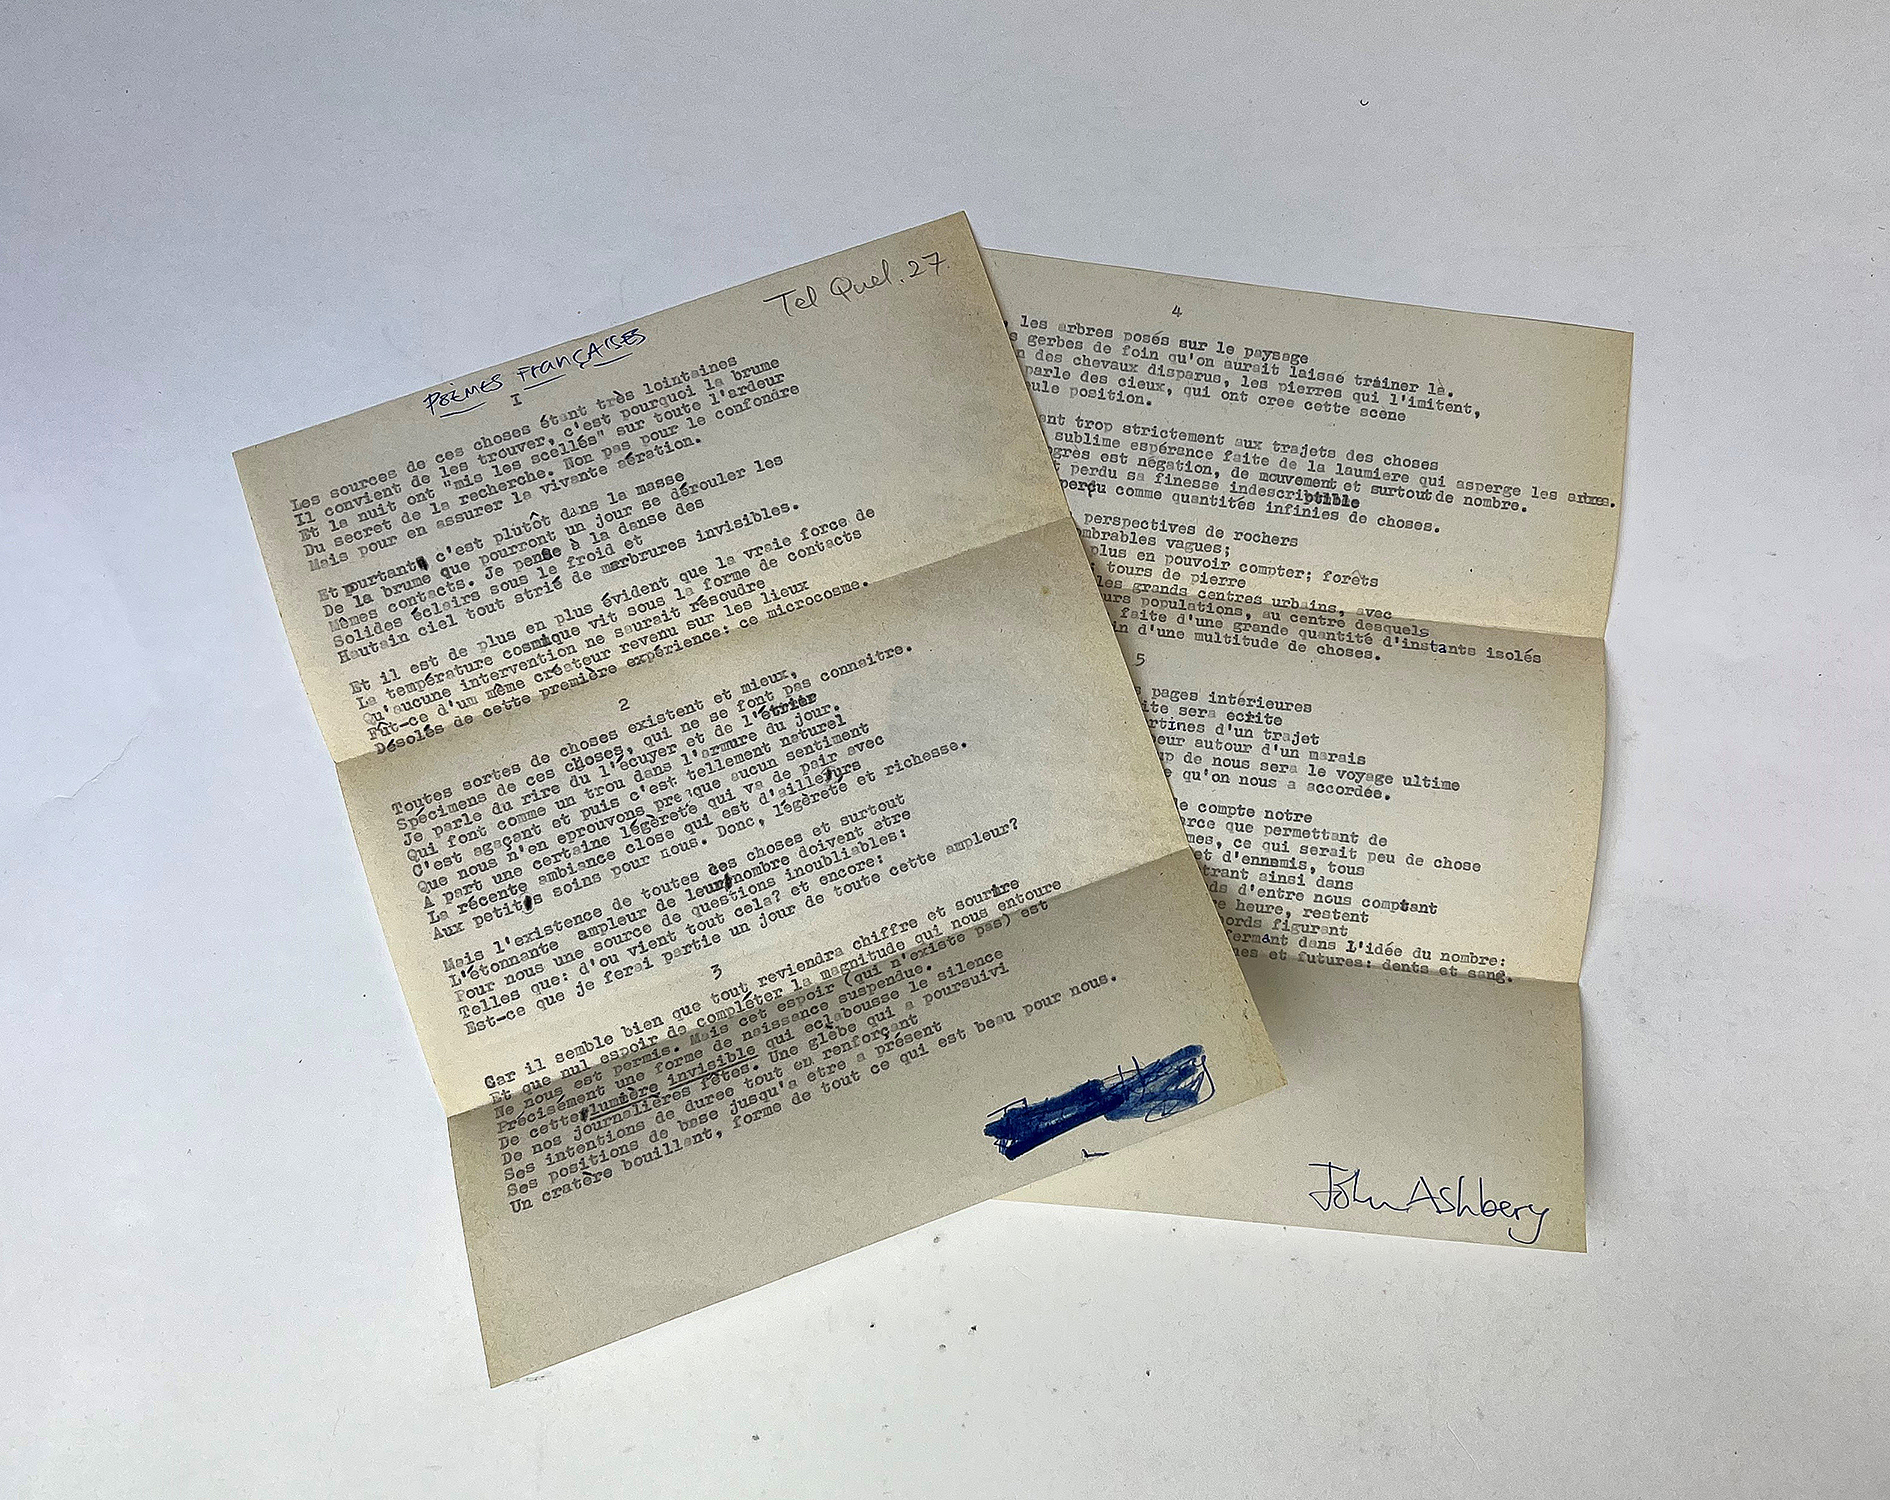 Tel Quel. 27
POÈMES FRANÇAISES
I
Les sources de ces choses étant très lointaines
Il convient de les trouver, c'est pourquoi la brume
Et la nuit ont "mis les scellés" sur toute l'ardeur
Du secret de la recherche. Non pas pour le confondre
Mais pour en assurer la vivante aération.
Et pourtant c'est plutôt dans la masse
De la brume que pourront un jour se dérouler les
Mêmes contacts. Je pense à la danse des
Solides éclairs sous le froid et
Hautain ciel tout strié de marbrures invisibles.
Et il est de plus en plus évident que la vraie force de
La température cosmique vit sous la forme de contacts
Qu'aucune intervention ne saurait résoudre
Fût-ce d'un même créateur revenu sur les lieux
Désolés de cette première expérience: ce microcosme.
2
Toutes sortes de choses existent et mieux,
Spécimens de ces choses, qui ne se font pas connaitre.
Je parle du rire du l'écuyer et de l'étrier
Qui font comme un trou dans l'armure du jour.
C'est agaçant et puis c'est tellement naturel
Que nous n'en eprouvons presque aucun sentiment
A part une certaine légèreté qui va de pair avec
La récente ambiance close qui est d'ailleurs
Aux petits soins pour nous. Donc, légèreté et richesse.
Mais l'existence de toutes ces choses et surtout
L'étonnante ampleur de leur nombre doivent etre
Pour nous une source de questions inoubliables:
Telles que: d'ou vient tout cela? et encore:
Est-ce que je ferai partie un jour de toute cette ampleur?
3
Car il semble bien que tout reviendra chiffre et sourire
Et que nul espoir de compléter la magnitude qui nous entoure
Ne nous est permis. Mais cet espoir (qui n'existe pas) est
Précisément une forme de naissance suspendue.
De cette lumière invisible qui eclabousse le silence
De nos journalières fêtes. Une glèbe qui a poursuivi
Ses intentions de duree tout en renforçant
Ses positions de base jusqu'a etre a présent
Un cratère bouillant, forme de tout ce qui est beau pour nous.
4
, les arbres posés sur le paysage
gerbes de foin qu'on aurait laissé trainer là.
des chevaux disparus, les pierres qui l'imitent,
parle des cieux, qui ont cree cette scene
position.
trop strictement aux trajets des choses
sublime espérance faite de la laumiere qui asperge les arbres.
est négation, de mouvement et surtout de nombre.
perdu sa finesse indescriptible
perdu comme quantités infinies de choses.
perspectives de rochers
vagues;
plus en pouvoir compter; forêts
tours de pierre
les grands centres urbains, avec
populations, au centre desquels
faite d'une grande quantité d'instants isolés
d'une multitude de choses.
5
pages intérieures
sera ecrite
d'un trajet
autour d'un marais
de nous sera le voyage ultime
qu'on nous a accordée.
compte notre
que permettant de
ce qui serait peu de chose
et d'ennemis, tous
ainsi dans
d'entre nous comptant
heure, restent
figurant
dans l'idée du nombre:
et futures: dents et sang.
John Ashbery